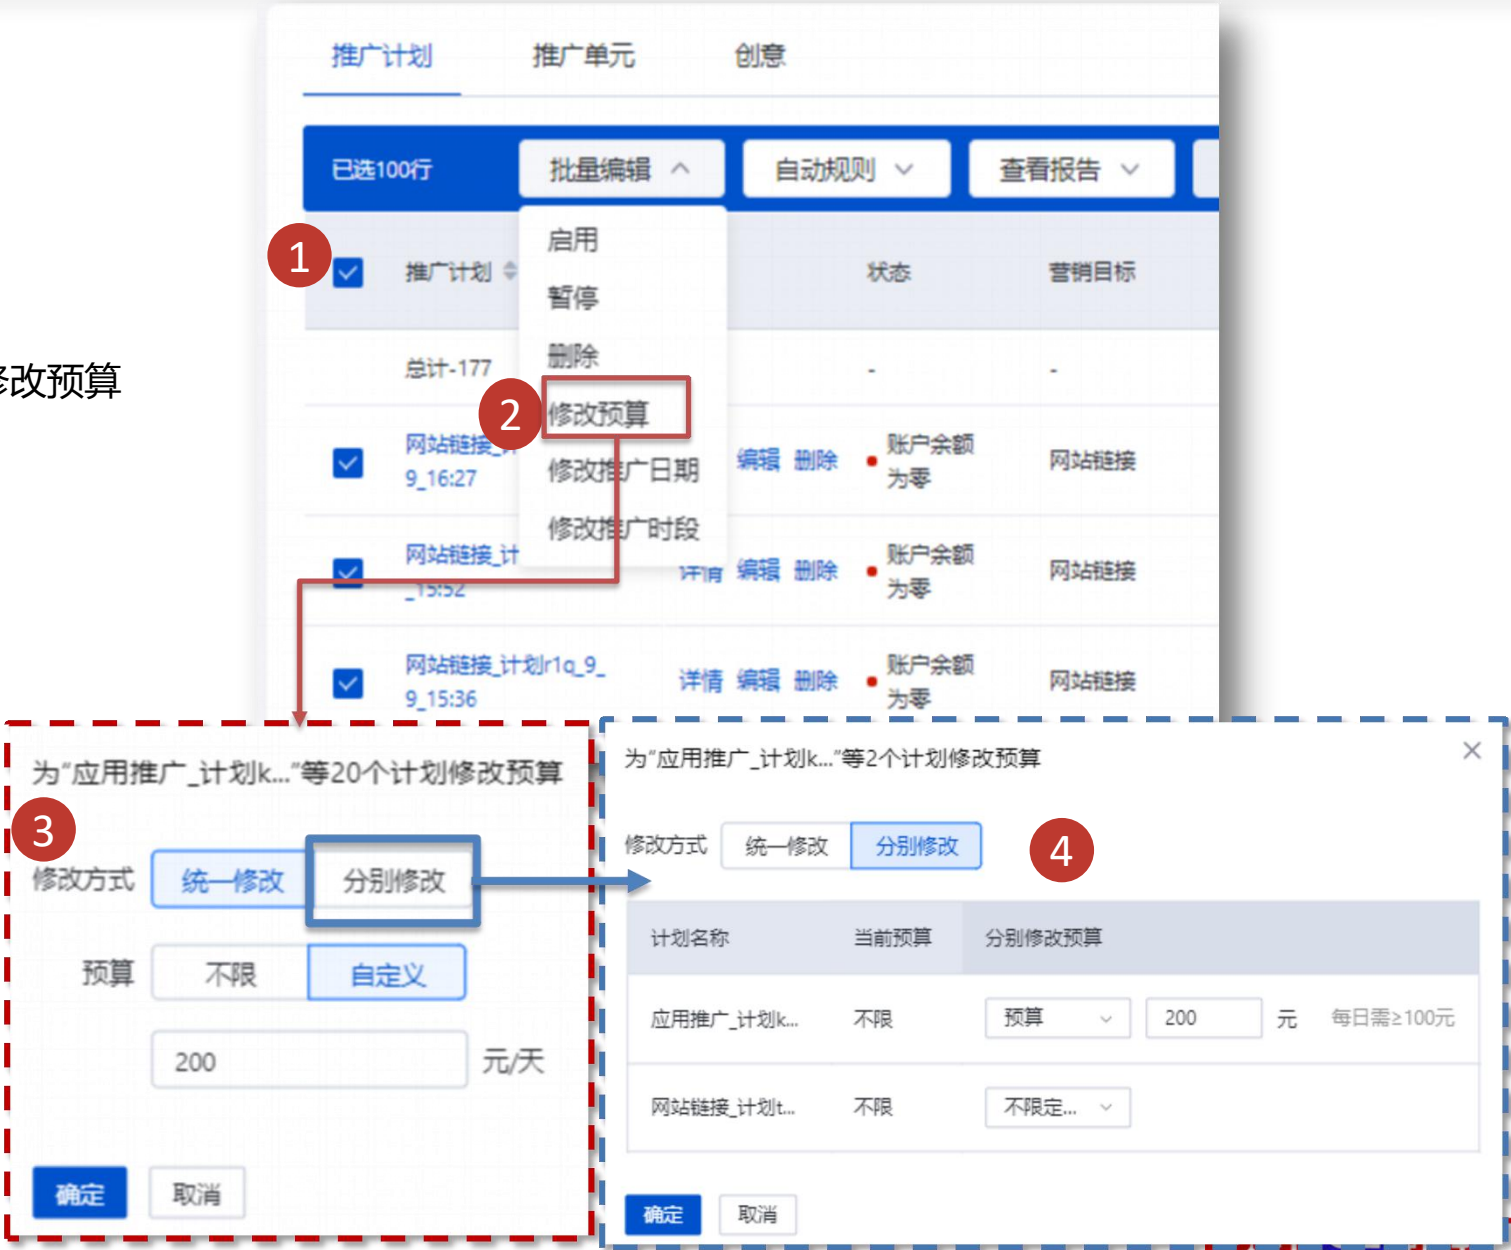 推广计划 推广单元 创意
已选100行 批量编辑 自动规则 查看报告
1 推广计划 状态 营销目标
启用
暂停
删除
修改预算
修改推广日期
修改推广时段
总计-177 - -
改预算
2
网站链接_ 编辑 删除 账户余额为零 网站链接
9_16:27
网站链接_计 详情 编辑 删除 账户余额为零 网站链接
_15:52
网站链接_计划r1q_9_ 详情 编辑 删除 账户余额为零 网站链接
9_15:36
为“应用推广_计划k...”等20个计划修改预算
3
修改方式 统一修改 分别修改
预算 不限 自定义
200 元/天
确定 取消
为“应用推广_计划k...”等2个计划修改预算
修改方式 统一修改 分别修改 4
计划名称 当前预算 分别修改预算
应用推广_计划k... 不限 预算 200 元 每日需≥100元
网站链接_计划t... 不限 不限定...
确定 取消